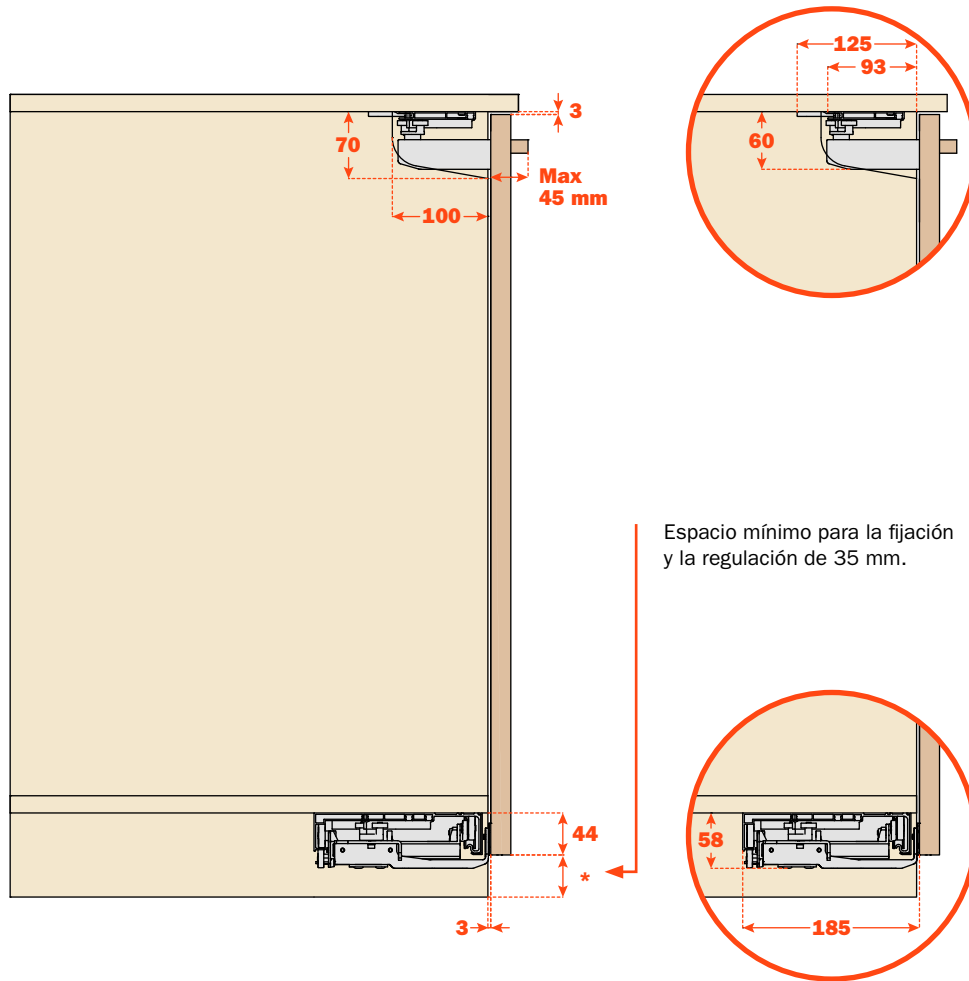 125
93
3
70
60
Max
45 mm
100
Espacio mínimo para la fijación
y la regulación de 35 mm.
44
58
*
3
185